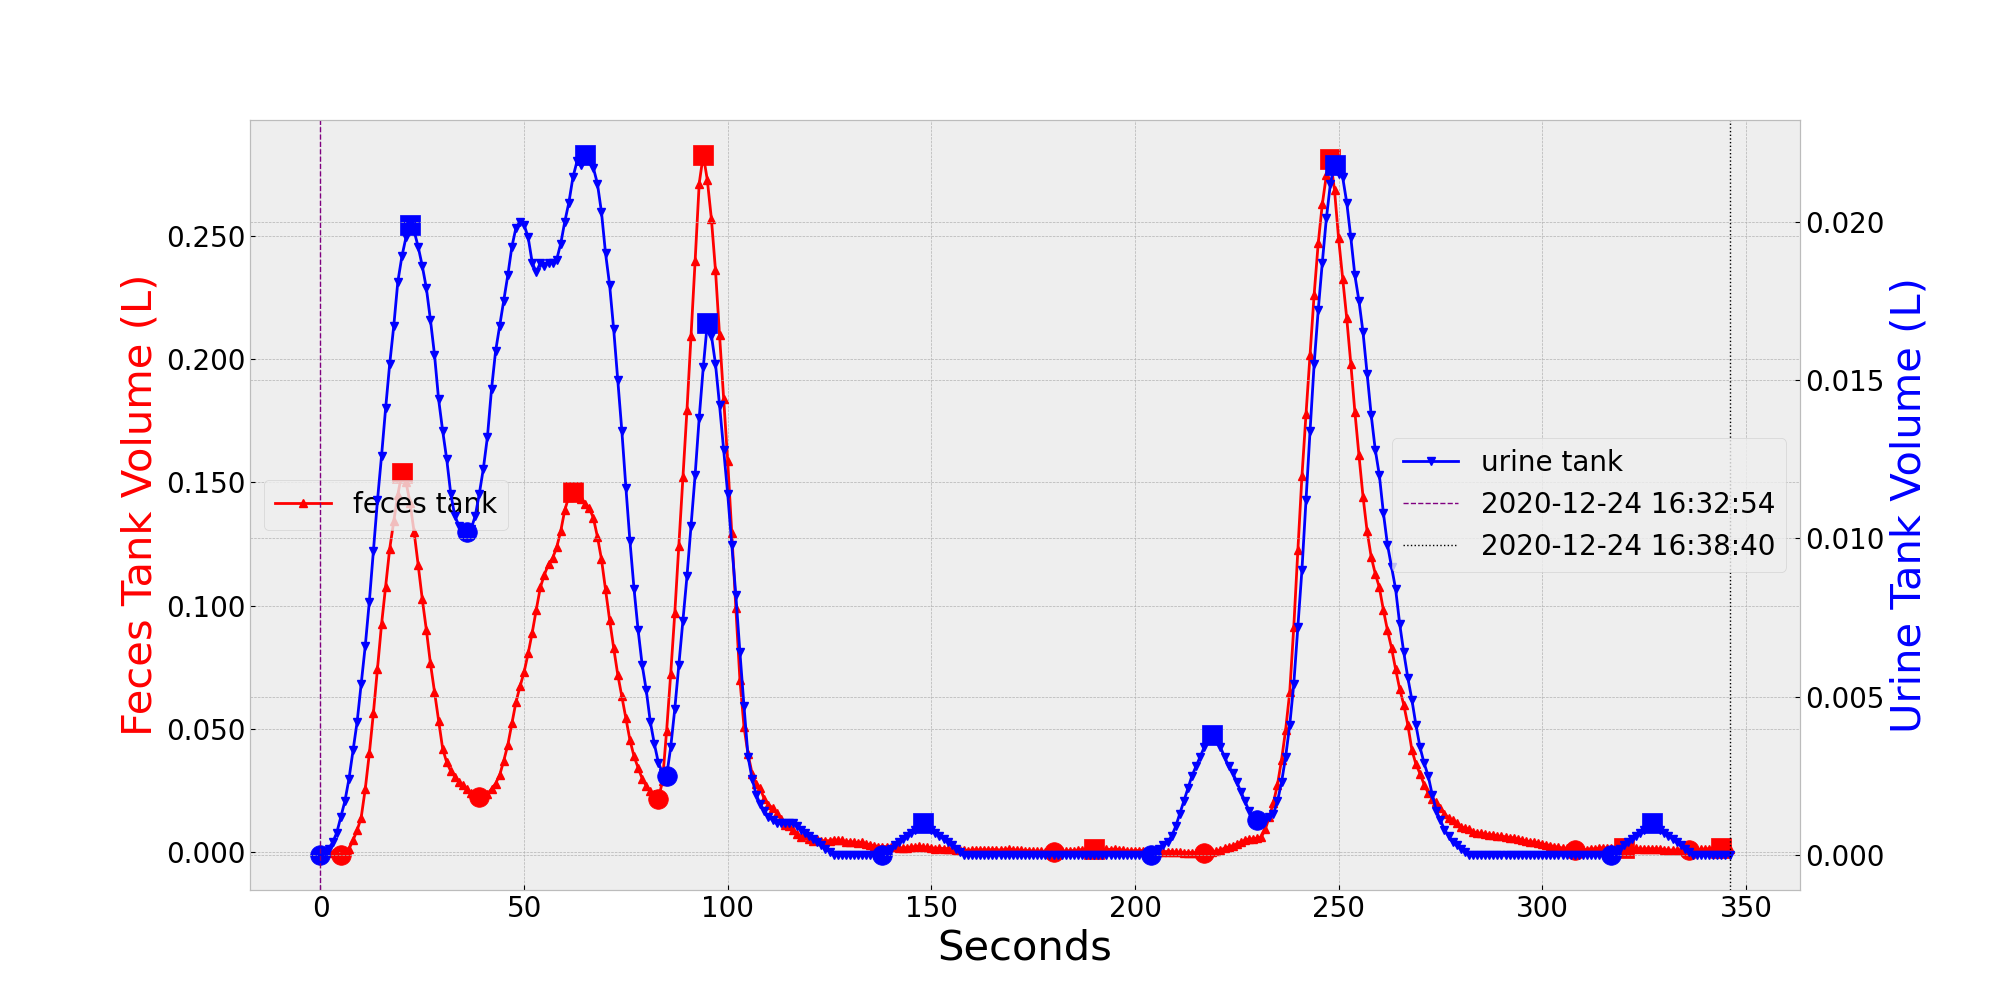 Feces Tank Volume (L)
0.250
0.200
0.150
0.100
0.050
0.000
feces tank
urine tank
2020-12-24 16:32:54
2020-12-24 16:38:40
0.020
0.015
0.010
0.005
0.000
Urine Tank Volume (L)
0 50 100 150 200 250 300 350
Seconds